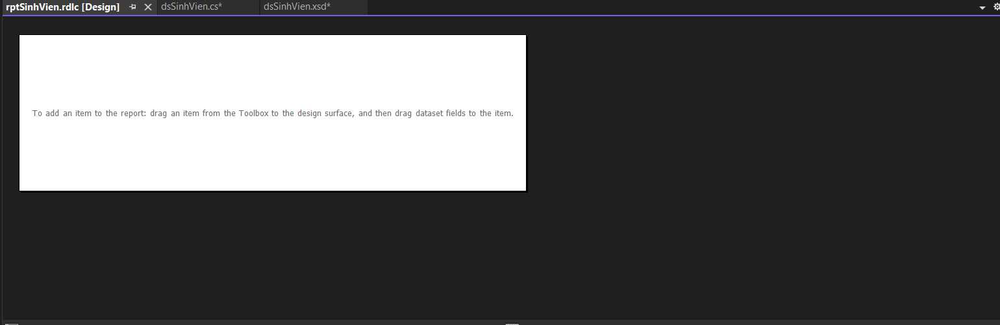 rptSinhVien.rdlc [Design] dsSinhVien.cs* dsSinhVien.xsd*
To add an item to the report: drag an item from the Toolbox to the design surface, and then drag dataset fields to the item.